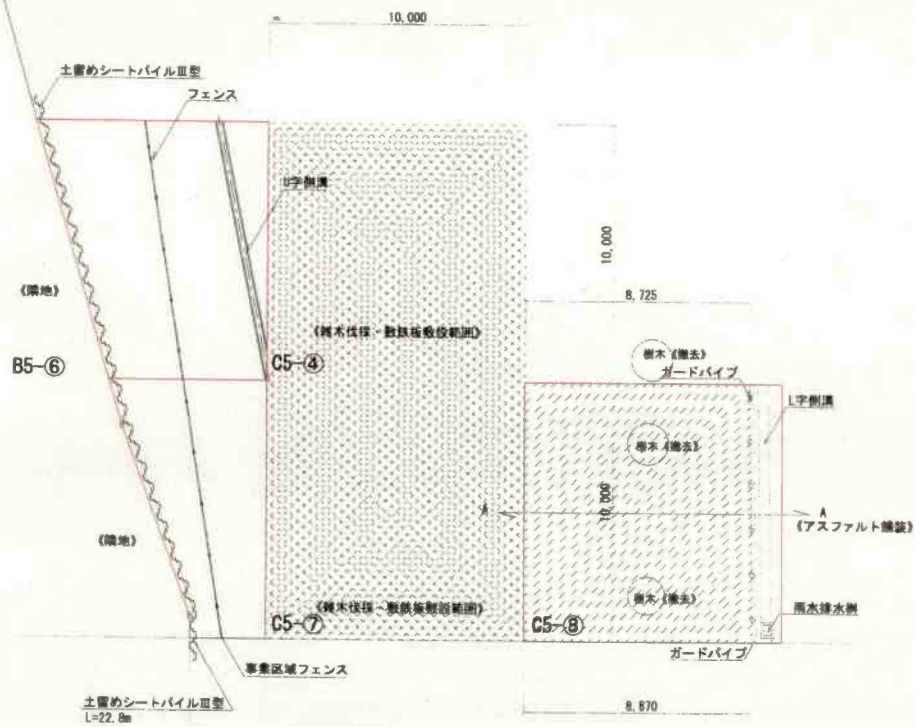 10,000
土留めシートパイルⅢ型
フェンス
U字側溝
10,000
8,725
《隣地》
《雑木伐採・敷鉄板敷設範囲》
B5-⑥
C5-④
樹木《撤去》
ガードパイプ
L字側溝
樹木《撤去》
10,000
A
A
《アスファルト舗装》
《隣地》
樹木《撤去》
雨水排水桝
《雑木伐採・敷鉄板敷設範囲》
C5-⑦
C5-⑧
ガードパイプ
事業区域フェンス
土留めシートパイルⅢ型
L=22.8m
8,870